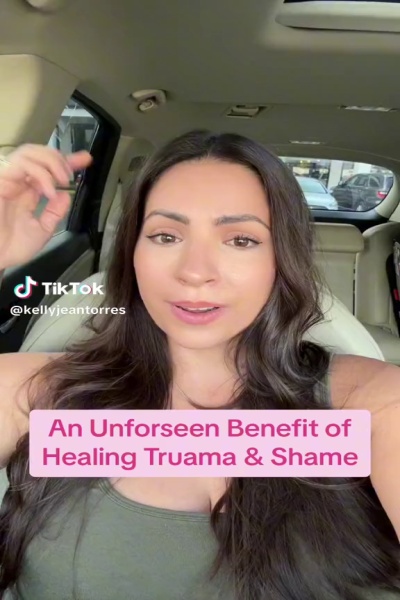 TikTok
@kellyjeantorres
An Unforseen Benefit of
Healing Truama & Shame